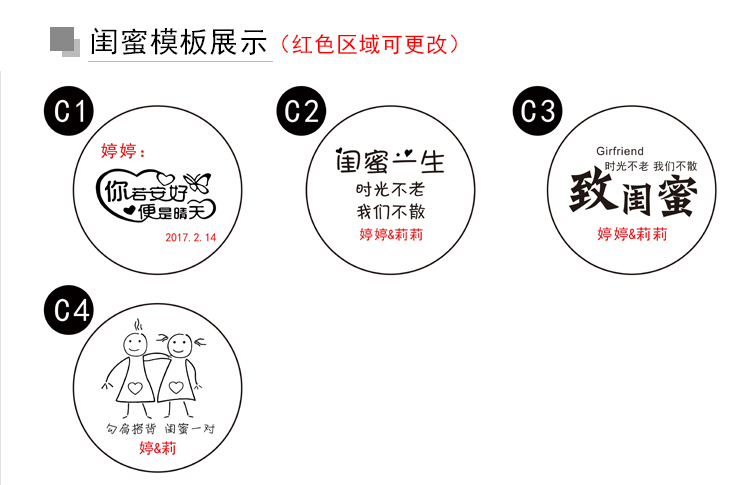 闺蜜模板展示（红色区域可更改）
C1
婷婷：
你若安好
便是晴天
2017.2.14
C2
闺蜜一生
时光不老
我们不散
婷婷&莉莉
C3
Girfriend
时光不老 我们不散
致闺蜜
婷婷&莉莉
C4
勾肩搭背 闺蜜一对
婷&莉